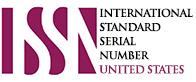 ISSN
INTERNATIONAL
STANDARD
SERIAL
NUMBER
UNITED STATES